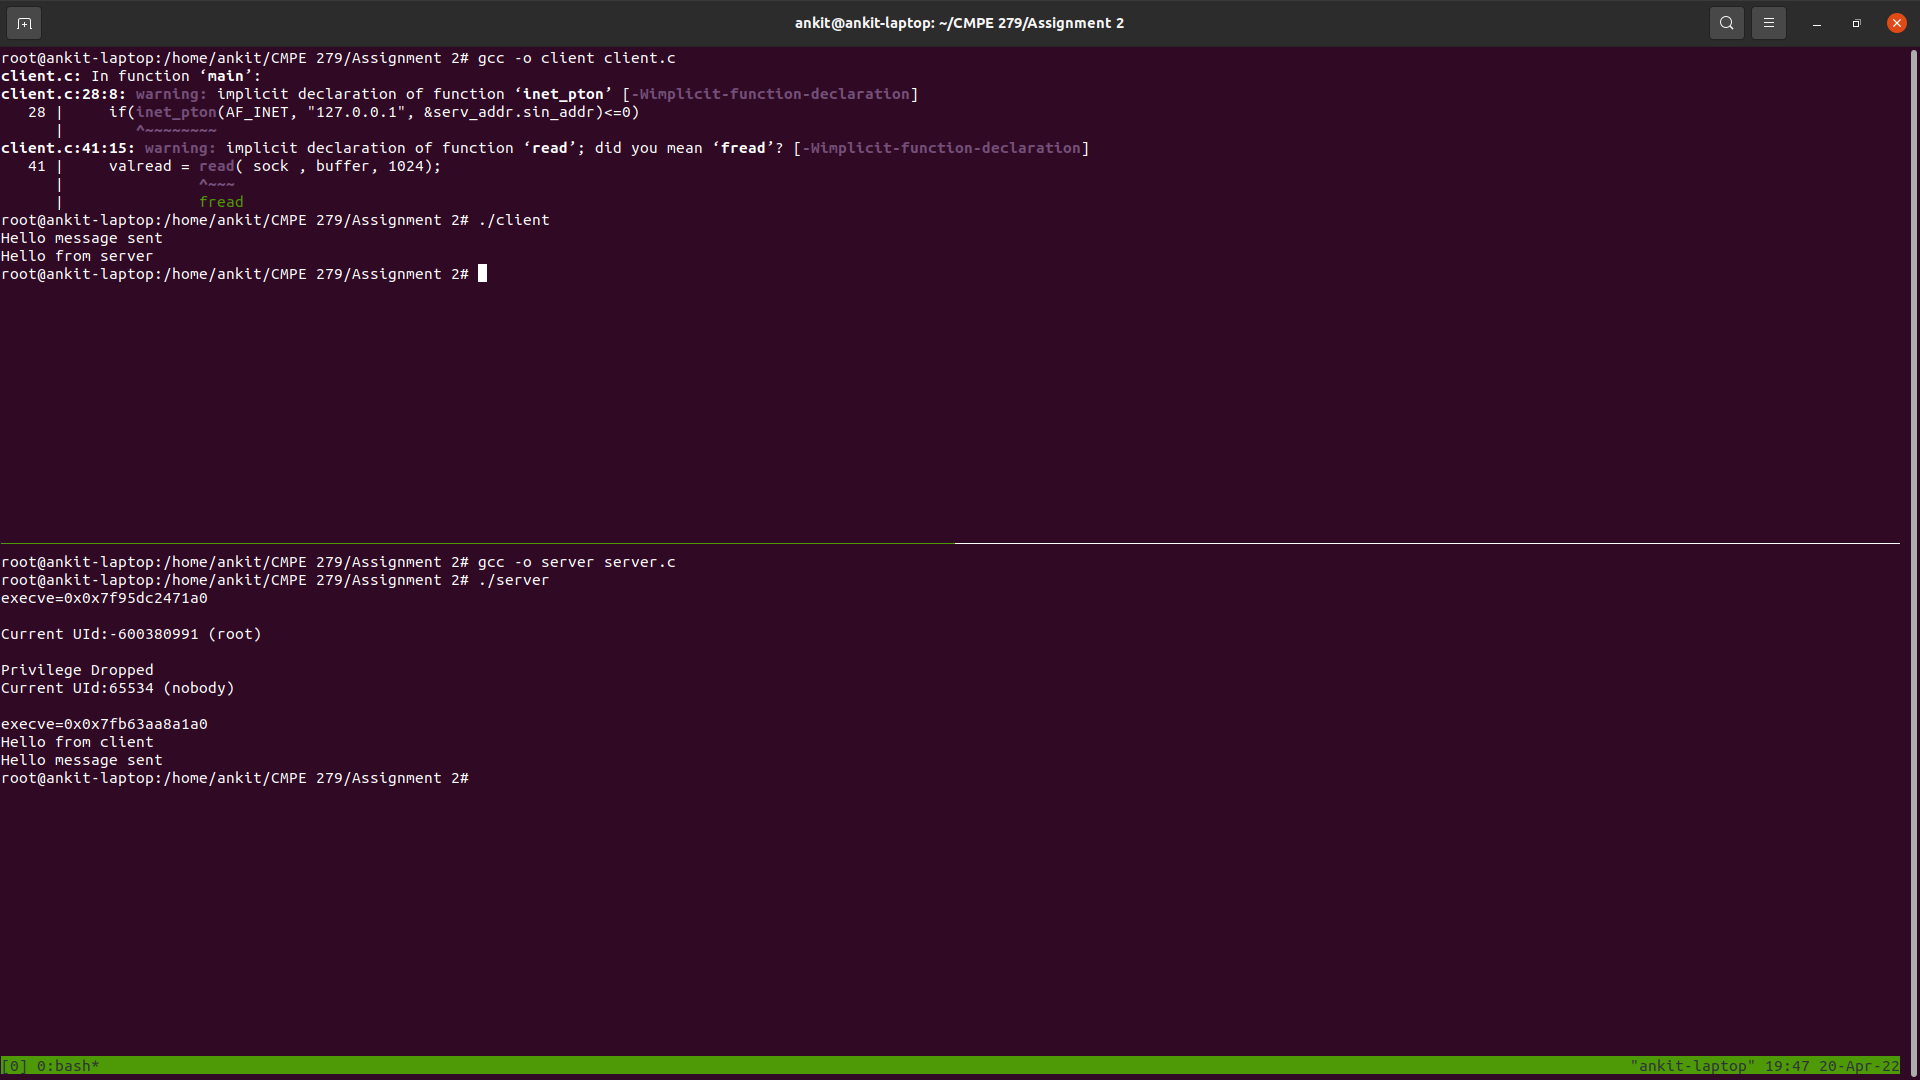 ankit@ankit-laptop: ~/CMPE 279/Assignment 2
root@ankit-laptop:/home/ankit/CMPE 279/Assignment 2# gcc -o client client.c
client.c: In function ‘main’:
client.c:28:8: warning: implicit declaration of function ‘inet_pton’ [-Wimplicit-function-declaration]
   28 |     if(inet_pton(AF_INET, "127.0.0.1", &serv_addr.sin_addr)<=0)
      |        ^~~~~~~~~
client.c:41:15: warning: implicit declaration of function ‘read’; did you mean ‘fread’? [-Wimplicit-function-declaration]
   41 |     valread = read( sock , buffer, 1024);
      |               ^~~~
      |               fread
root@ankit-laptop:/home/ankit/CMPE 279/Assignment 2# ./client
Hello message sent
Hello from server
root@ankit-laptop:/home/ankit/CMPE 279/Assignment 2#
root@ankit-laptop:/home/ankit/CMPE 279/Assignment 2# gcc -o server server.c
root@ankit-laptop:/home/ankit/CMPE 279/Assignment 2# ./server
execve=0x0x7f95dc2471a0
Current UId:-600380991 (root)
Privilege Dropped
Current UId:65534 (nobody)
execve=0x0x7fb63aa8a1a0
Hello from client
Hello message sent
root@ankit-laptop:/home/ankit/CMPE 279/Assignment 2#
[0] 0:bash* "ankit-laptop" 19:47 20-Apr-22